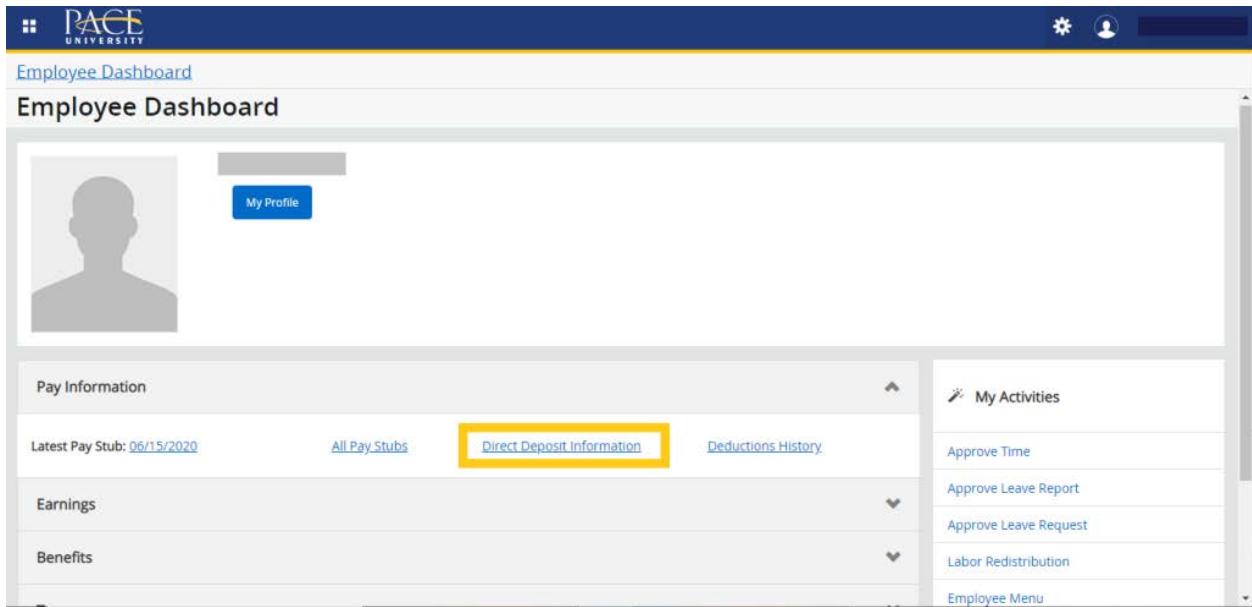 PACE
UNIVERSITY
Employee Dashboard
Employee Dashboard
My Profile
Pay Information
Latest Pay Stub: 06/15/2020 All Pay Stubs Direct Deposit Information Deductions History
Earnings
Benefits
My Activities
Approve Time
Approve Leave Report
Approve Leave Request
Labor Redistribution
Employee Menu